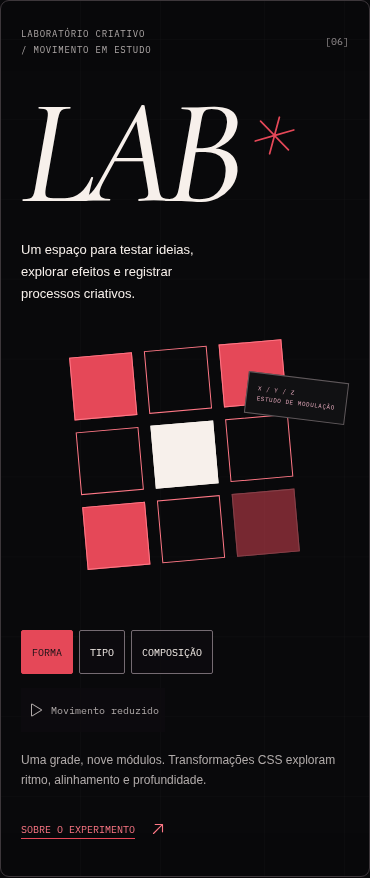 LABORATÓRIO CRIATIVO
/ MOVIMENTO EM ESTUDO
[06]
LAB*
Um espaço para testar ideias,
explorar efeitos e registrar
processos criativos.
X / Y / Z
ESTUDO DE MODULAÇÃO
FORMA
TIPO
COMPOSIÇÃO
Movimento reduzido
Uma grade, nove módulos. Transformações CSS exploram
ritmo, alinhamento e profundidade.
SOBRE O EXPERIMENTO